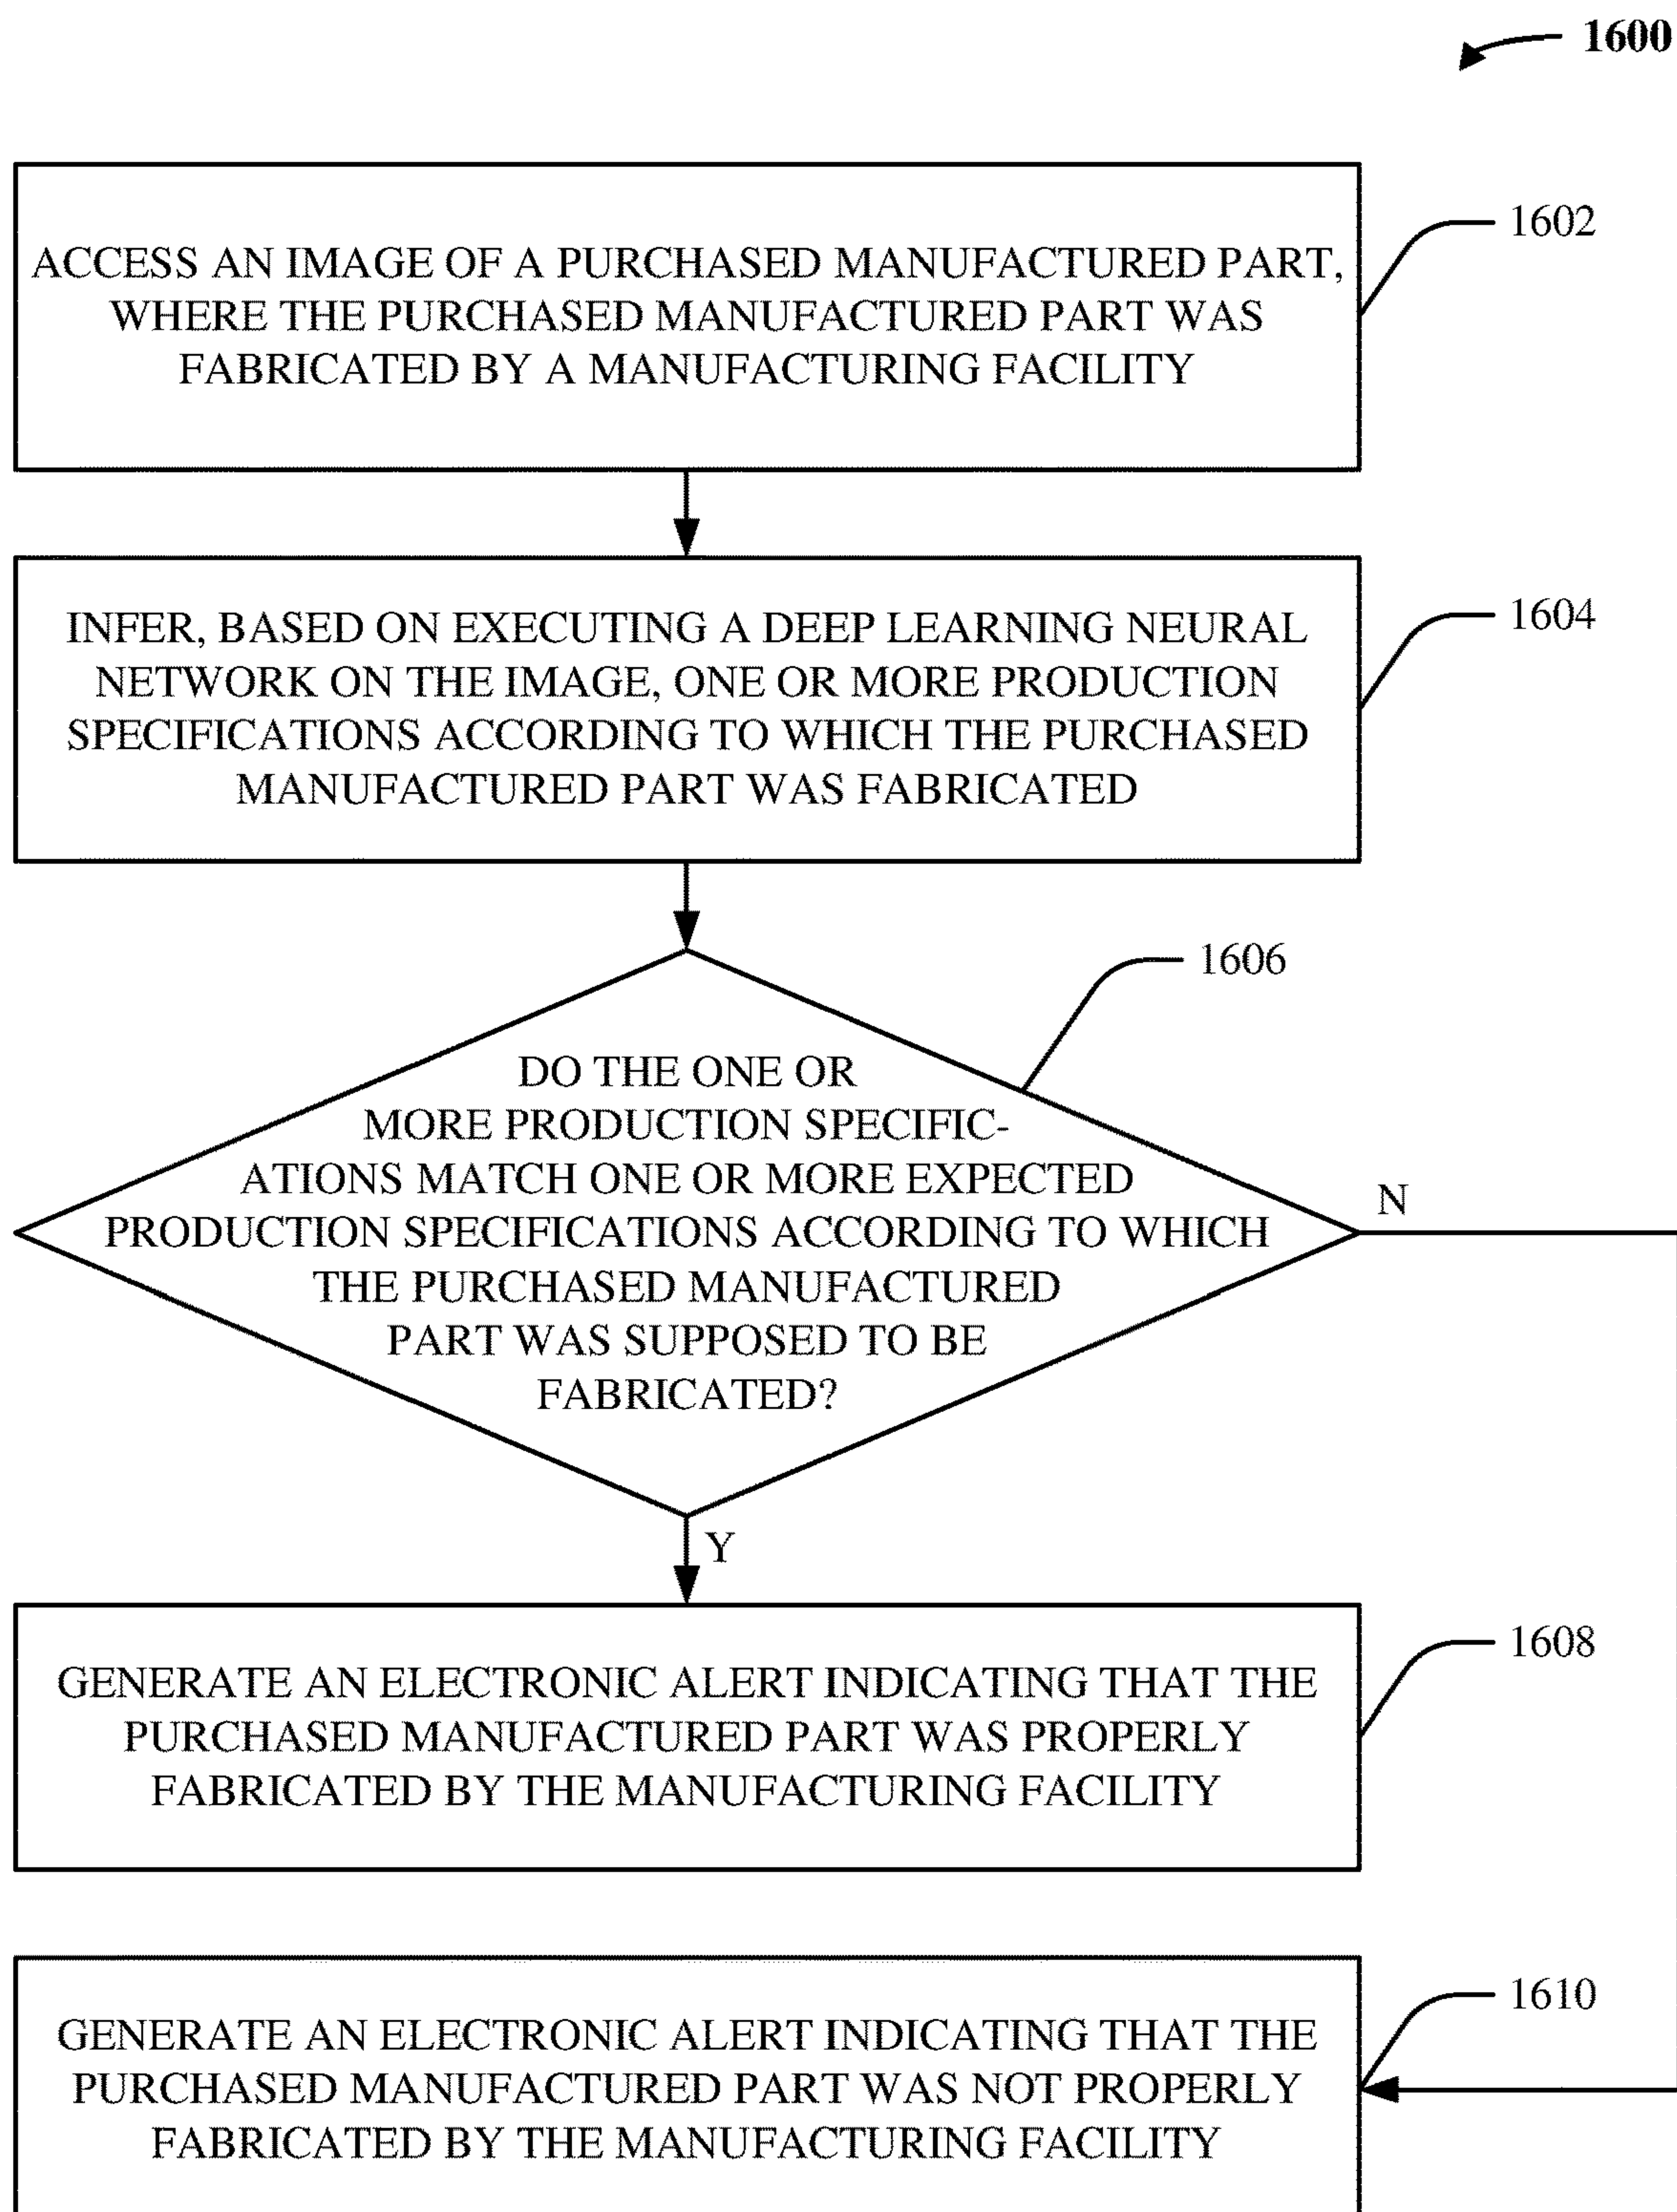 1600
ACCESS AN IMAGE OF A PURCHASED MANUFACTURED PART,
WHERE THE PURCHASED MANUFACTURED PART WAS
FABRICATED BY A MANUFACTURING FACILITY
1602
INFER, BASED ON EXECUTING A DEEP LEARNING NEURAL
NETWORK ON THE IMAGE, ONE OR MORE PRODUCTION
SPECIFICATIONS ACCORDING TO WHICH THE PURCHASED
MANUFACTURED PART WAS FABRICATED
1604
DO THE ONE OR
MORE PRODUCTION SPECIFIC-
ATIONS MATCH ONE OR MORE EXPECTED
PRODUCTION SPECIFICATIONS ACCORDING TO WHICH
THE PURCHASED MANUFACTURED
PART WAS SUPPOSED TO BE
FABRICATED?
1606
N
Y
GENERATE AN ELECTRONIC ALERT INDICATING THAT THE
PURCHASED MANUFACTURED PART WAS PROPERLY
FABRICATED BY THE MANUFACTURING FACILITY
1608
GENERATE AN ELECTRONIC ALERT INDICATING THAT THE
PURCHASED MANUFACTURED PART WAS NOT PROPERLY
FABRICATED BY THE MANUFACTURING FACILITY
1610